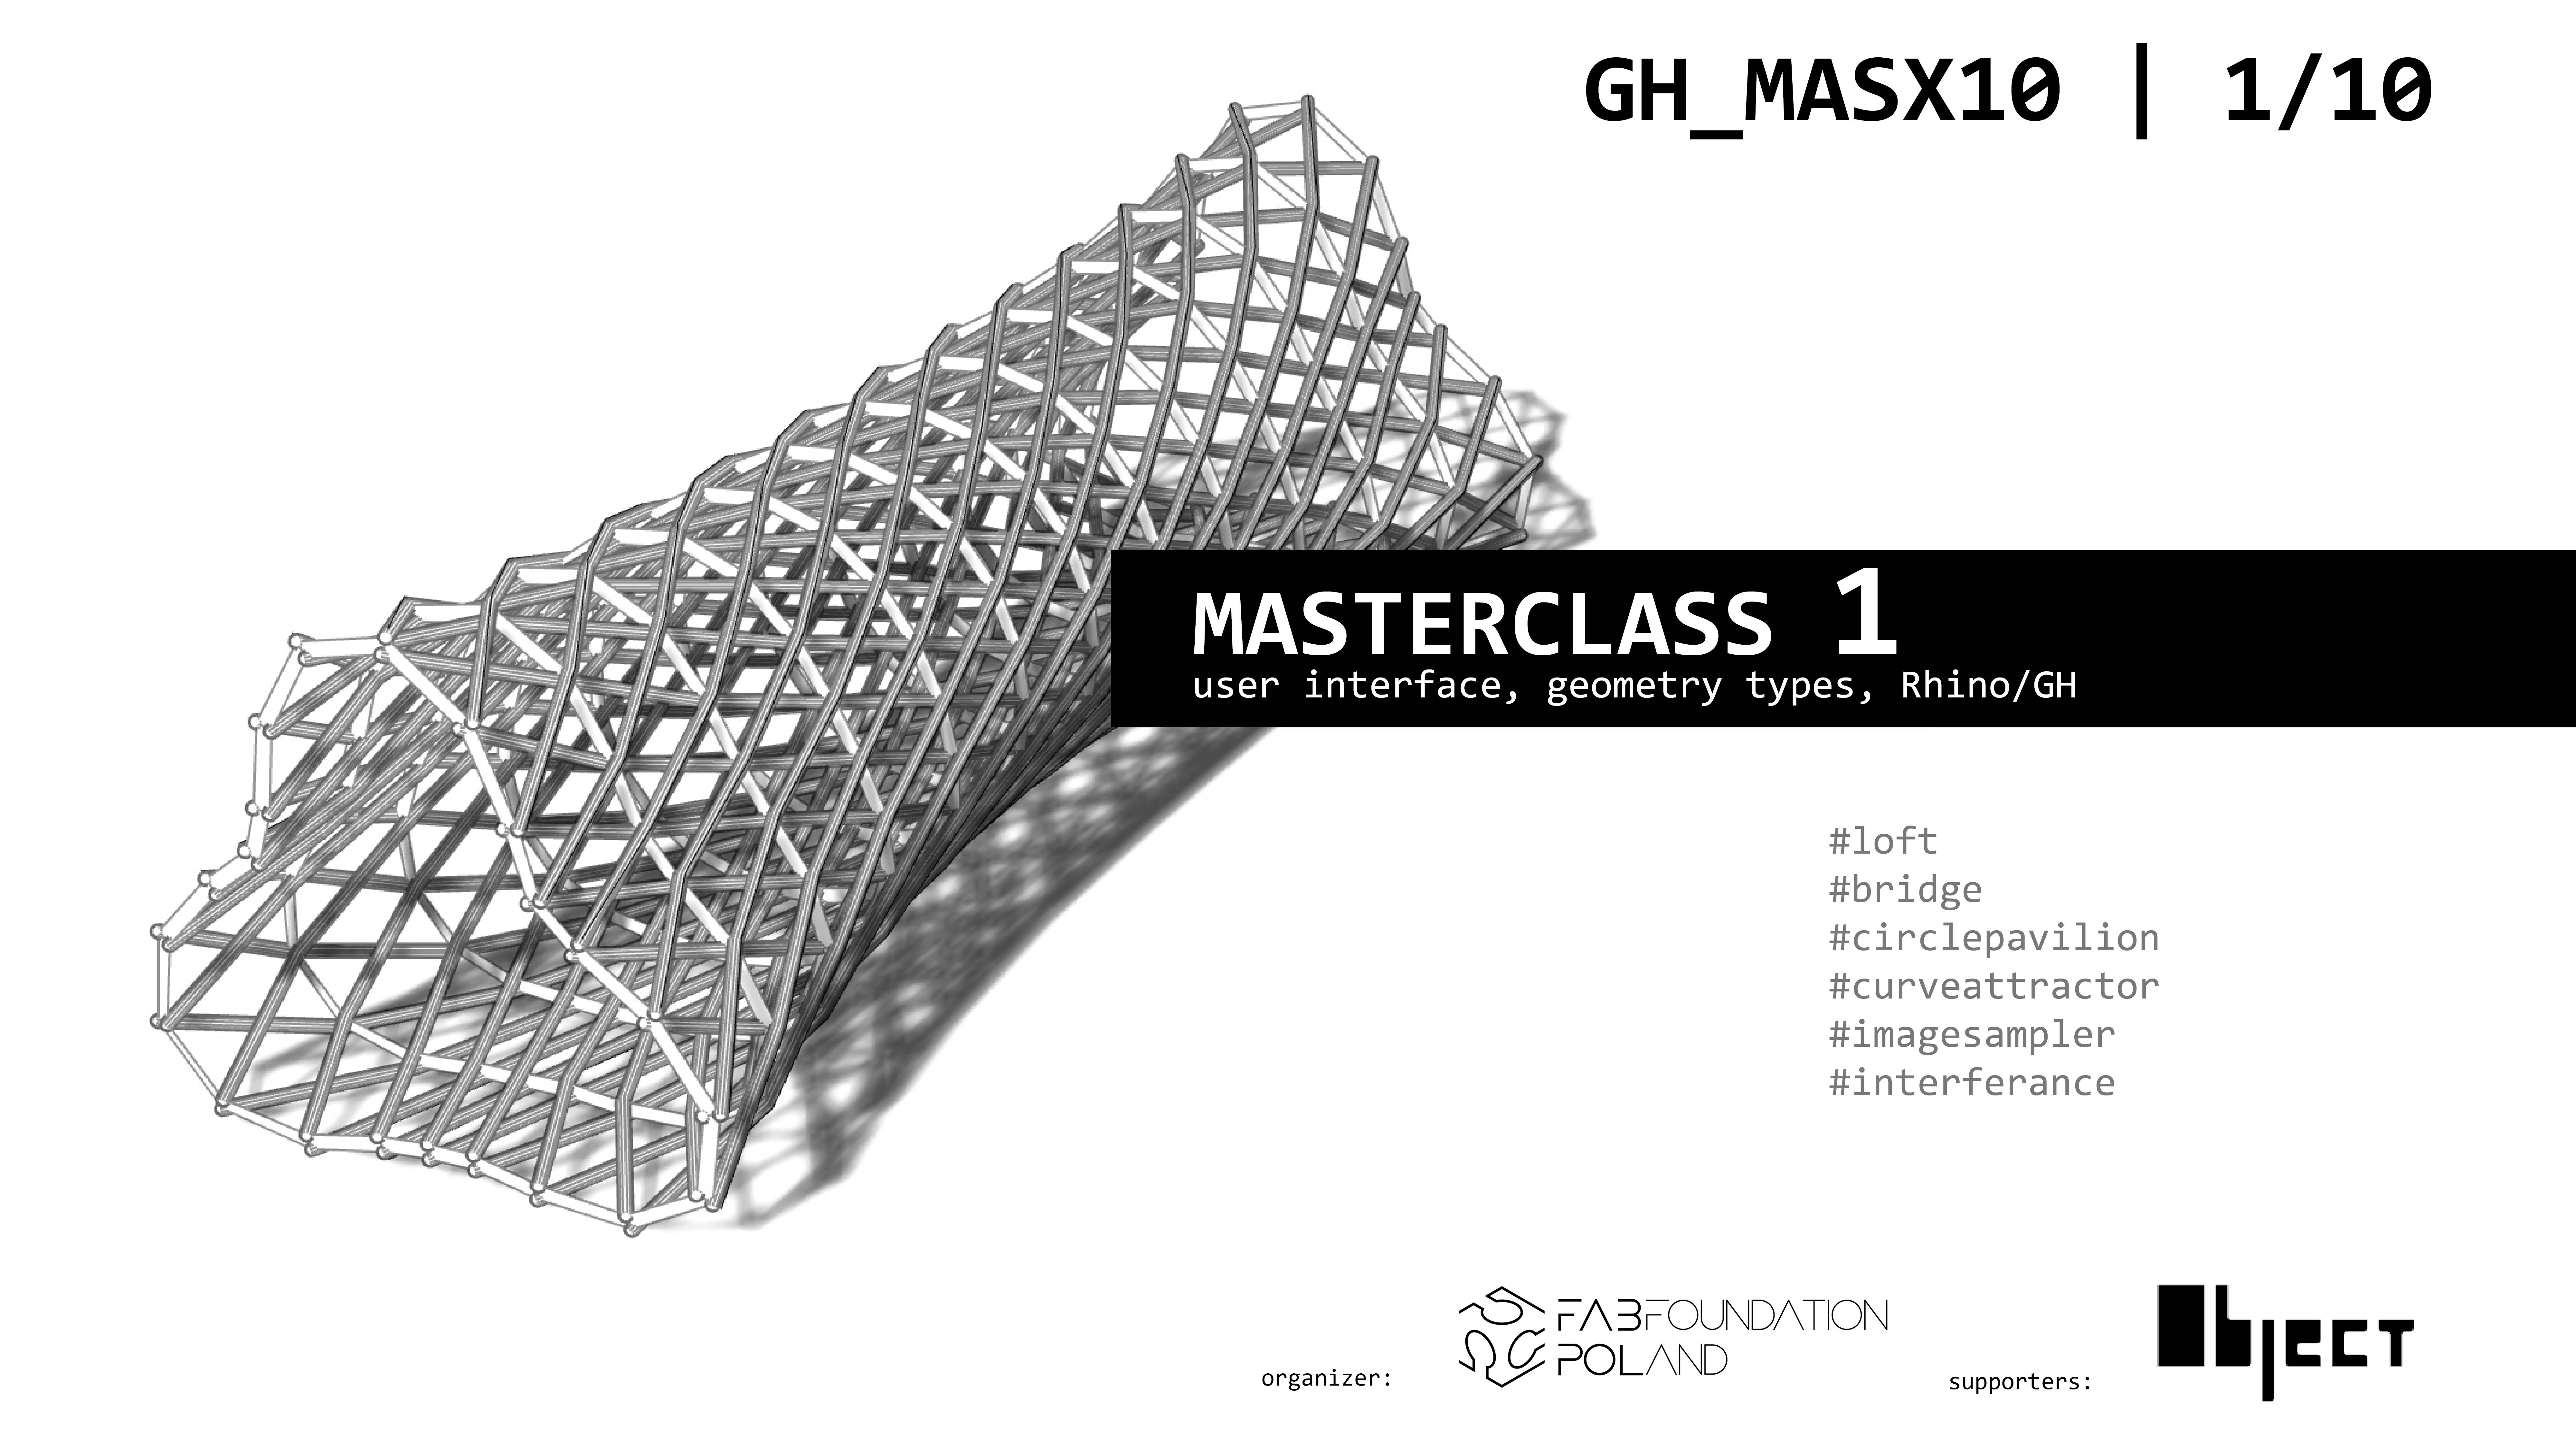 GH_MASX10 | 1/10
MASTERCLASS 1
user interface, geometry types, Rhino/GH
#loft
#bridge
#circlepavilion
#curveattractor
#imagesampler
#interferance
organizer:
FABFOUNDATION
POLAND
supporters:
Object